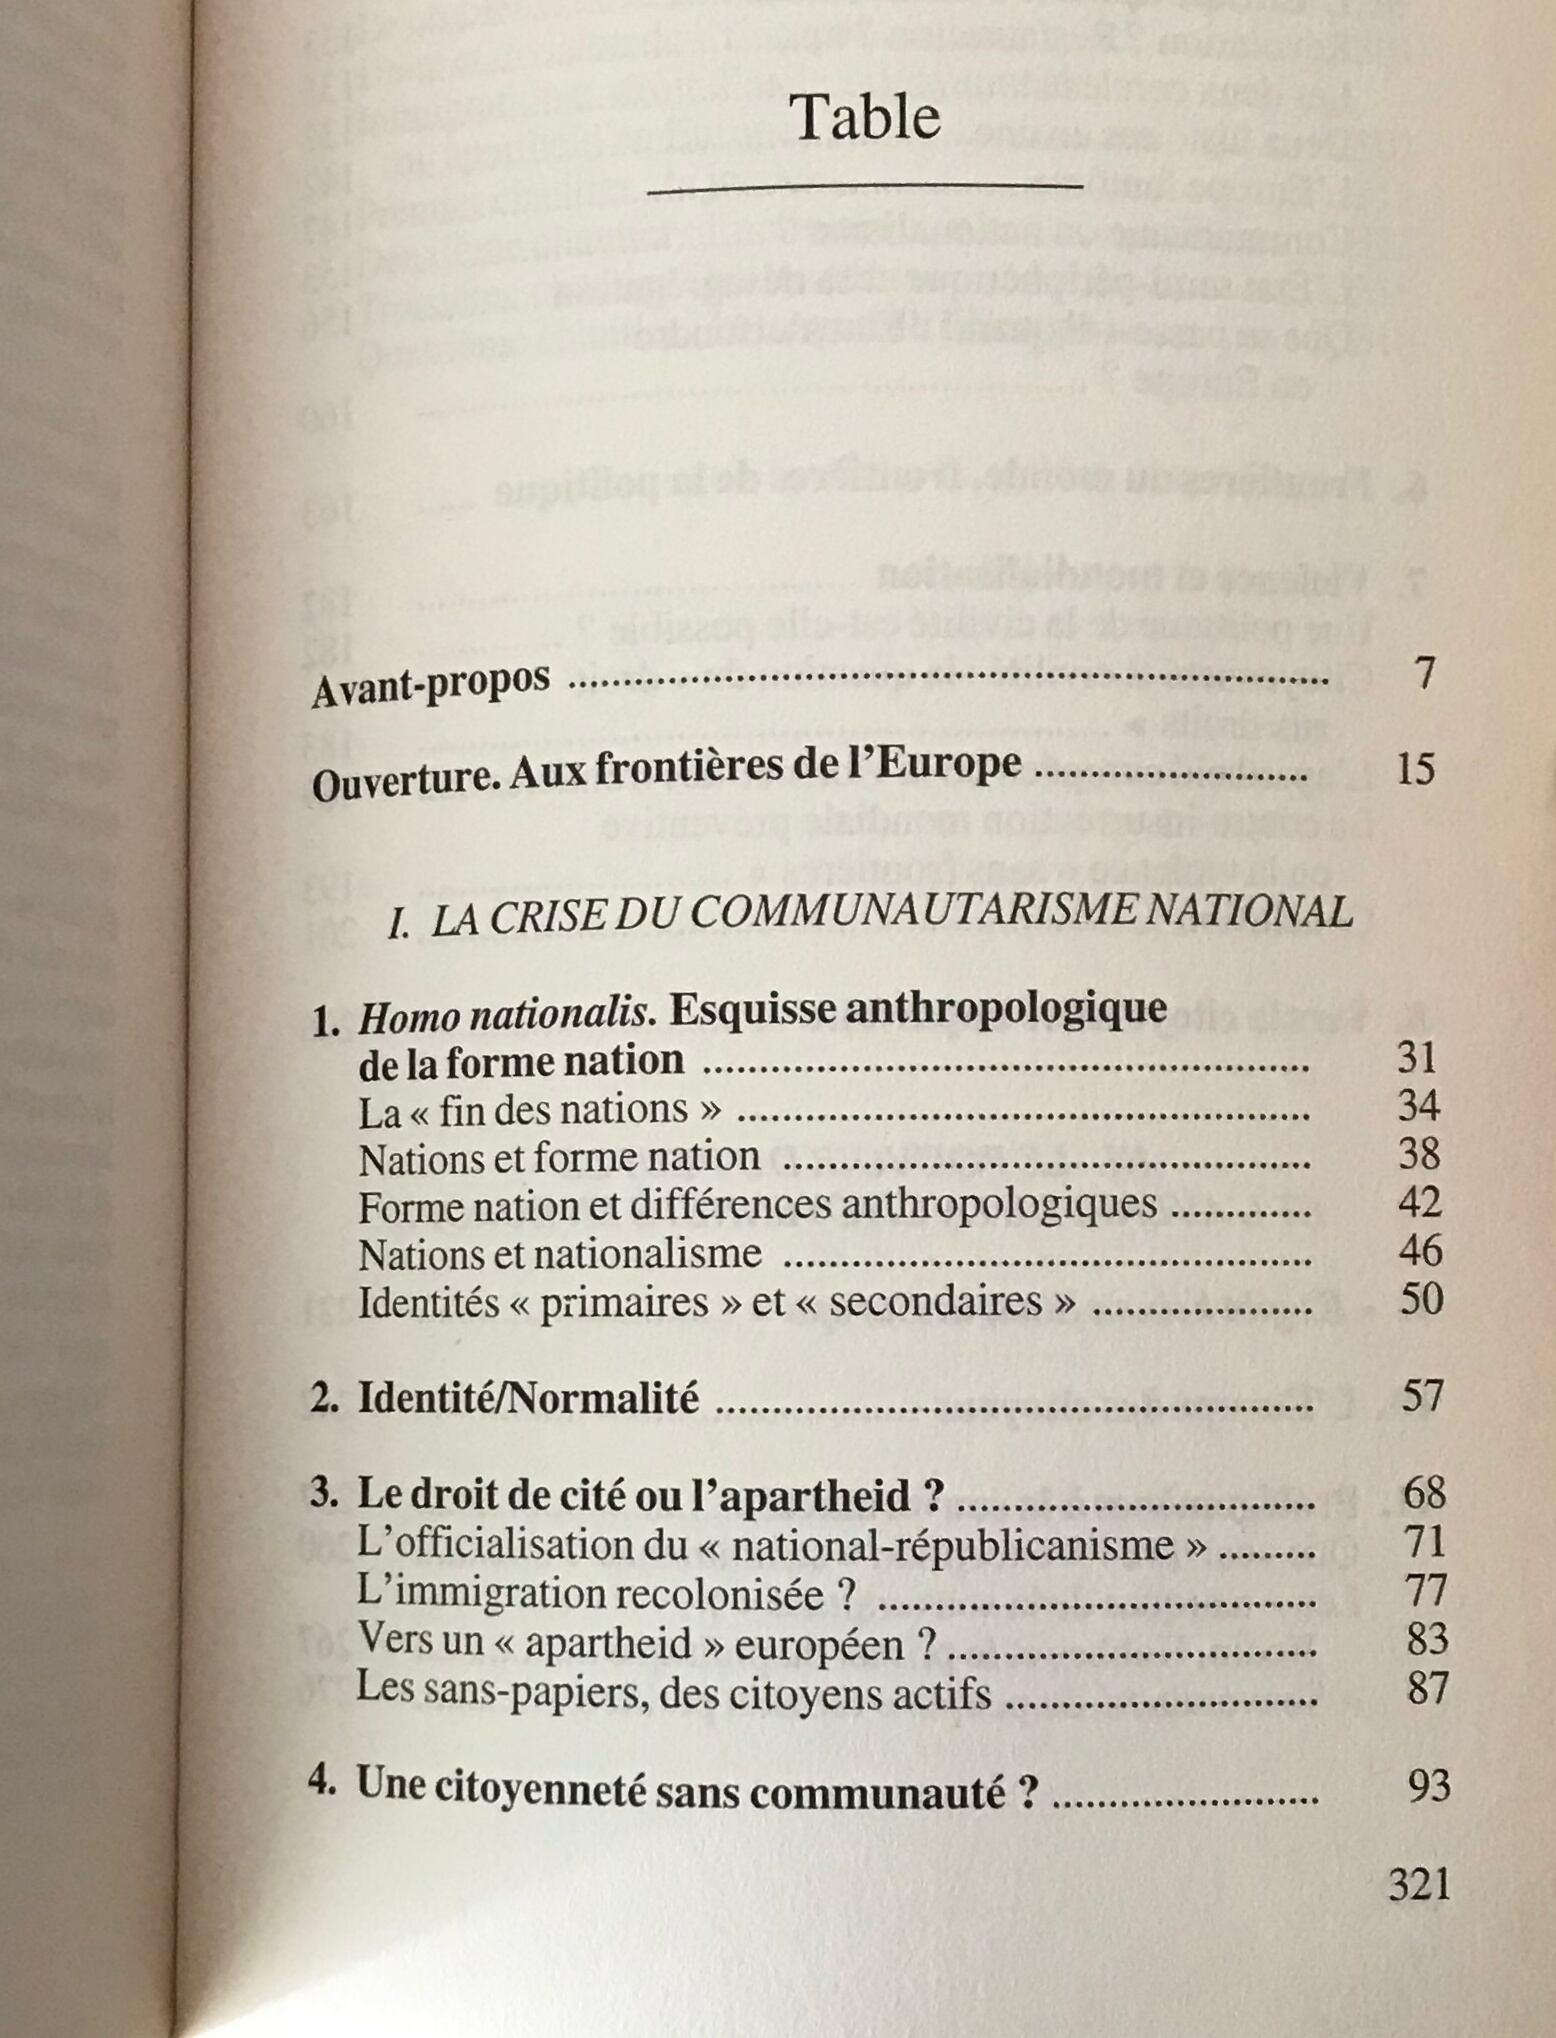 Table
Avant-propos ........ 7
Ouverture. Aux frontières de l’Europe ........ 15
I. LA CRISE DU COMMUNAUTARISME NATIONAL
1. Homo nationalis. Esquisse anthropologique
de la forme nation ........ 31
La « fin des nations » ........ 34
Nations et forme nation ........ 38
Forme nation et différences anthropologiques ........ 42
Nations et nationalisme ........ 46
Identités « primaires » et « secondaires » ........ 50
2. Identité/Normalité ........ 57
3. Le droit de cité ou l’apartheid ? ........ 68
L’officialisation du « national-républicanisme » ........ 71
L’immigration recolonisée ? ........ 77
Vers un « apartheid » européen ? ........ 83
Les sans-papiers, des citoyens actifs ........ 87
4. Une citoyenneté sans communauté ? ........ 93
321